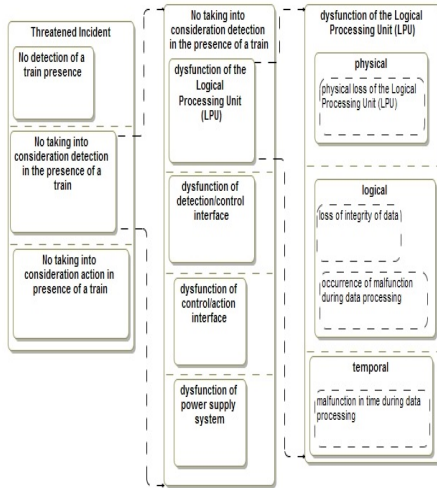 Threatened Incident
No detection of a
train presence
No taking into
consideration detection
in the presence of a
train
No taking into
consideration action in
presence of a train
No taking into
consideration detection
in the presence of a train
dysfunction of the
Logical
Processing Unit
(LPU)
dysfunction of
detection/control
interface
dysfunction of
control/action
interface
dysfunction of
power supply
system
dysfunction of the Logical
Processing Unit (LPU)
physical
physical loss of the Logical
Processing Unit (LPU)
logical
loss of integrity of data
occurrence of malfunction
during data processing
temporal
malfunction in time during data
processing